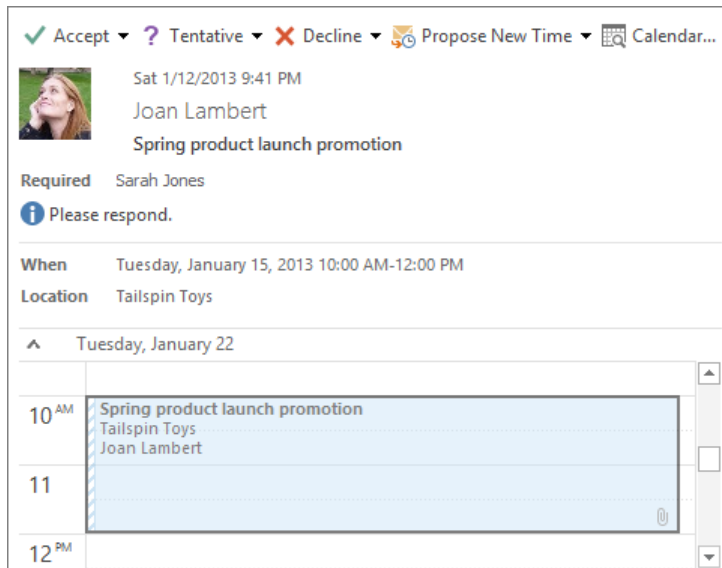 Accept ? Tentative Decline Propose New Time Calendar...
Sat 1/12/2013 9:41 PM
Joan Lambert
Spring product launch promotion
Required Sarah Jones
Please respond.
When Tuesday, January 15, 2013 10:00 AM-12:00 PM
Location Tailspin Toys
Tuesday, January 22
10 AM Spring product launch promotion
Tailspin Toys
Joan Lambert
11
12 PM